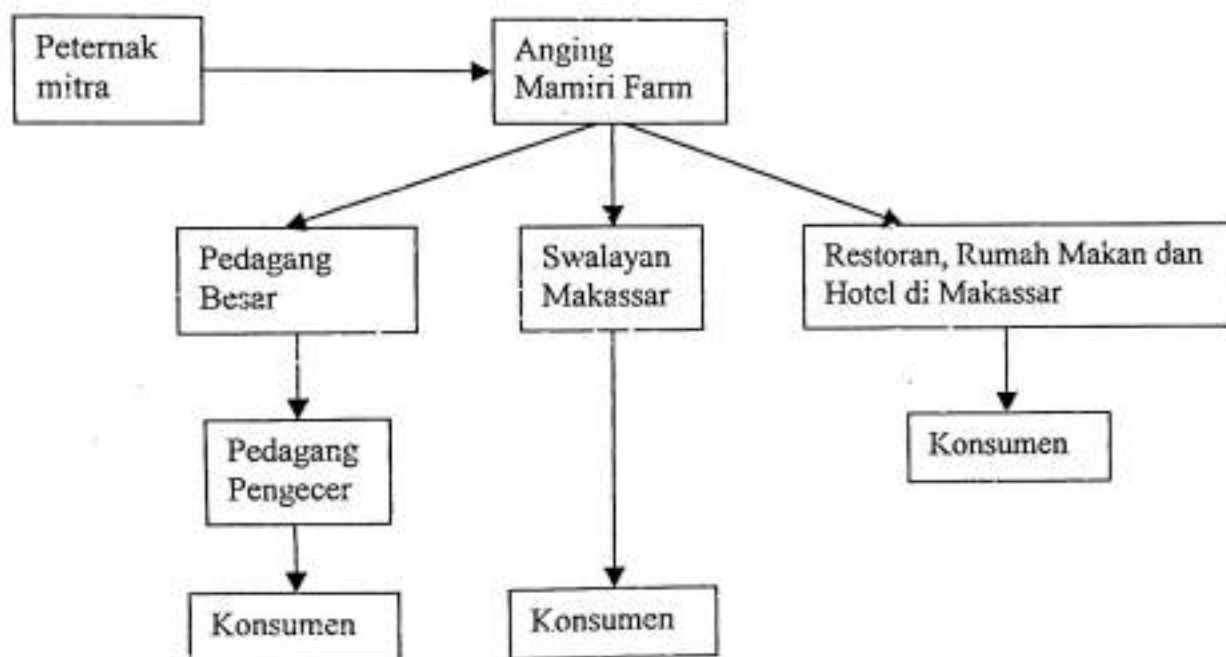 Peternak
mitra
Anging
Mamiri Farm
Pedagang
Besar
Swalayan
Makassar
Restoran, Rumah Makan dan
Hotel di Makassar
Pedagang
Pengecer
Konsumen
Konsumen
Konsumen